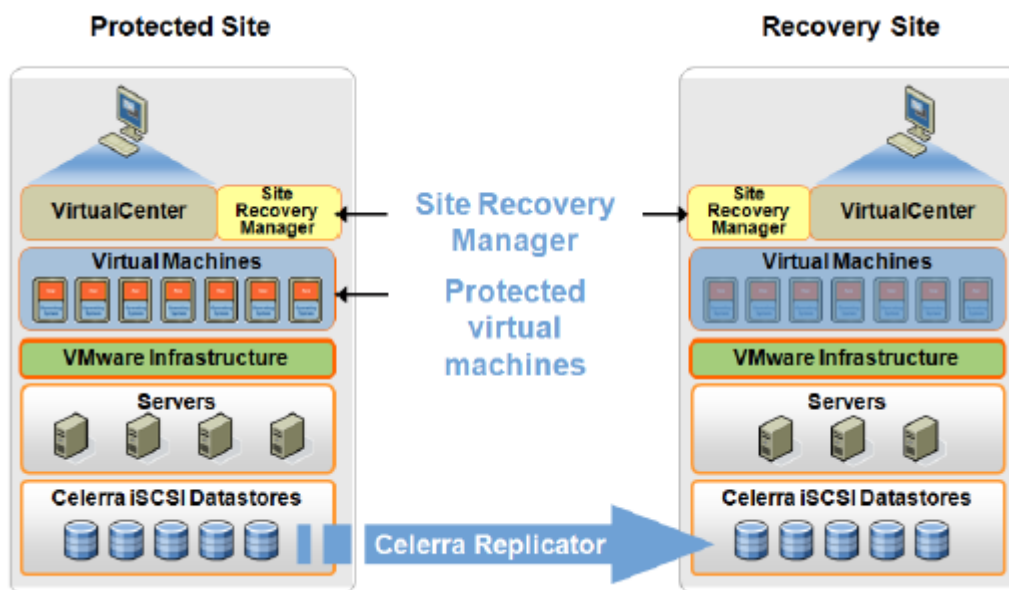 Protected Site
Recovery Site
VirtualCenter
Site
Recovery
Manager
Site Recovery
Manager
Site
Recovery
Manager
VirtualCenter
Virtual Machines
Protected
virtual
machines
Virtual Machines
VMware Infrastructure
VMware Infrastructure
Servers
Servers
Celerra iSCSI Datastores
Celerra iSCSI Datastores
Celerra Replicator